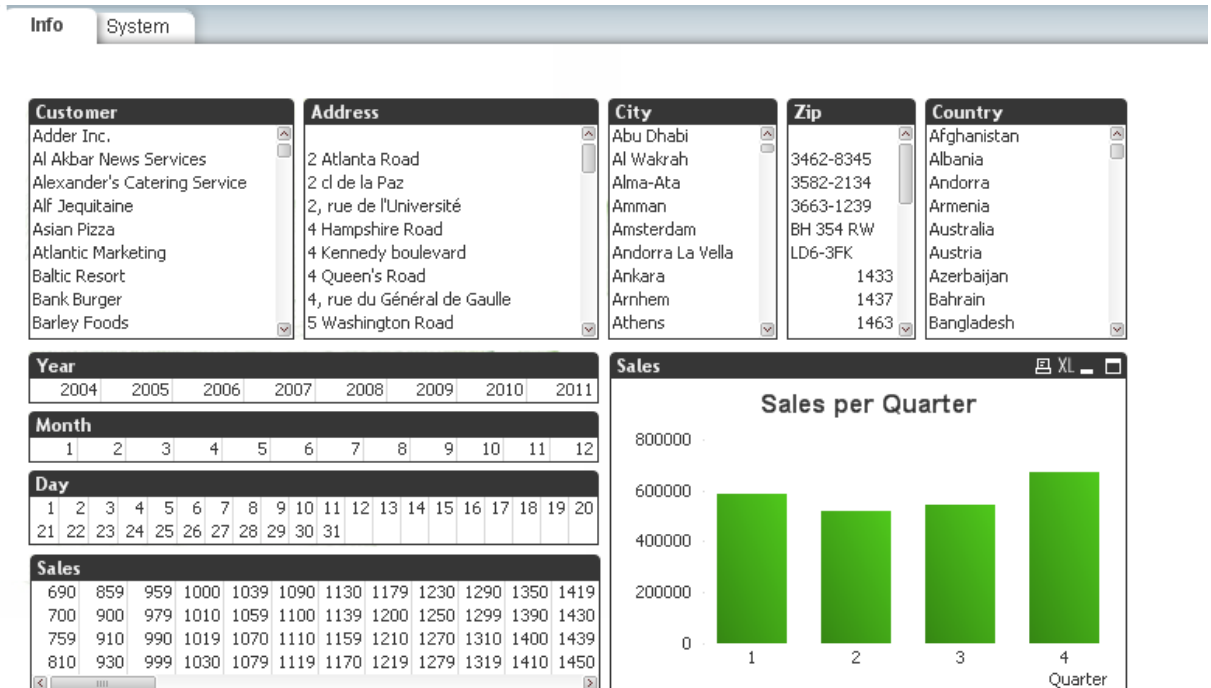 Info System
Customer
Adder Inc.
Al Akbar News Services
Alexander's Catering Service
Alf Jequitaine
Asian Pizza
Atlantic Marketing
Baltic Resort
Bank Burger
Barley Foods
Address
2 Atlanta Road
2 cl de la Paz
2, rue de l'Université
4 Hampshire Road
4 Kennedy boulevard
4 Queen's Road
4, rue du Général de Gaulle
5 Washington Road
City
Abu Dhabi
Al Wakrah
Alma-Ata
Amman
Amsterdam
Andorra La Vella
Ankara
Arnhem
Athens
Zip
3462-8345
3582-2134
3663-1239
BH 354 RW
LD6-3FK
1433
1437
1463
Country
Afghanistan
Albania
Andorra
Armenia
Australia
Austria
Azerbaijan
Bahrain
Bangladesh
Year
2004 2005 2006 2007 2008 2009 2010 2011
Month
1 2 3 4 5 6 7 8 9 10 11 12
Day
1 2 3 4 5 6 7 8 9 10 11 12 13 14 15 16 17 18 19 20
21 22 23 24 25 26 27 28 29 30 31
Sales
690 859 959 1000 1039 1090 1130 1179 1230 1290 1350 1419
700 900 979 1010 1059 1100 1139 1200 1250 1299 1390 1430
759 910 990 1019 1070 1110 1159 1210 1270 1310 1400 1439
810 930 999 1030 1079 1119 1170 1219 1279 1319 1410 1450
Sales XL
Sales per Quarter
800000
600000
400000
200000
0
1 2 3 4
Quarter